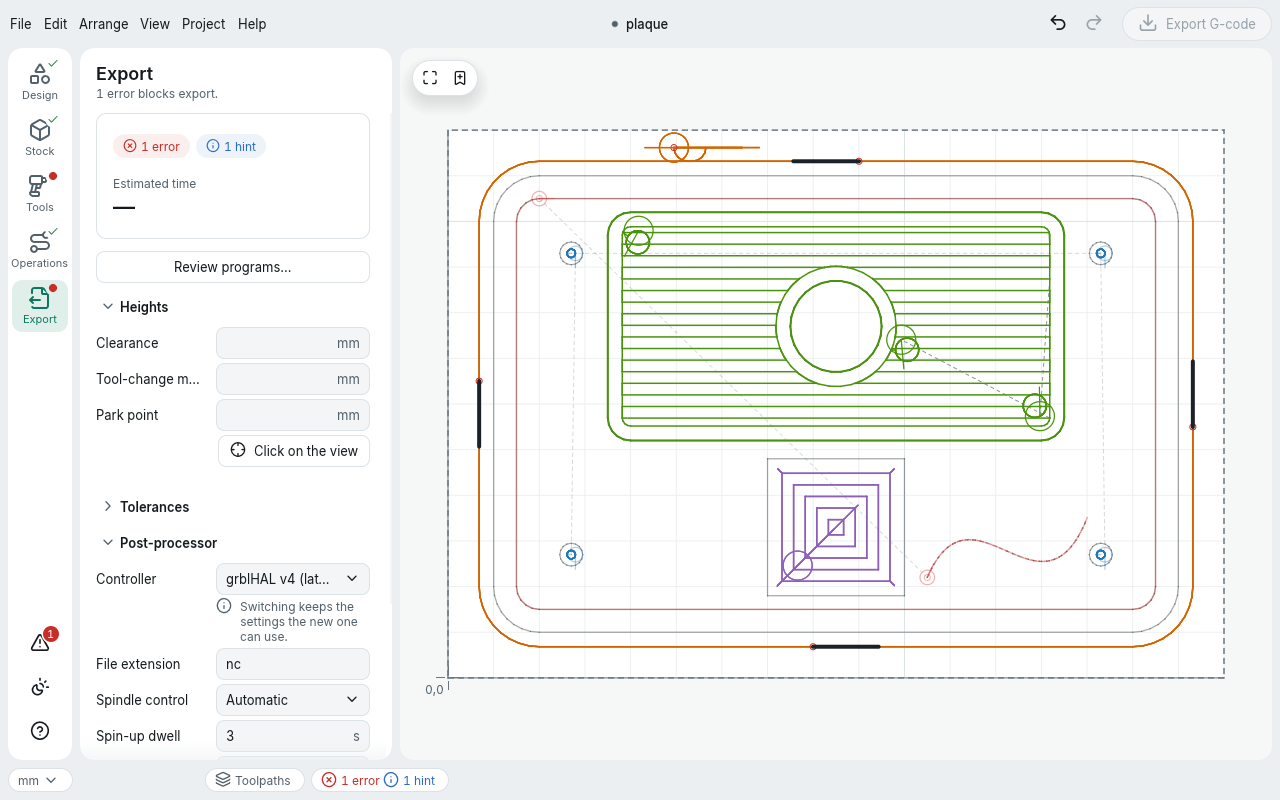 File Edit Arrange View Project Help
plaque
Export G-code
Design
Stock
Tools
Operations
Export
1
Export
1 error blocks export.
1 error
1 hint
Estimated time
—
Review programs...
Heights
Clearance
mm
Tool-change m...
mm
Park point
mm
Click on the view
Tolerances
Post-processor
Controller
grblHAL v4 (lat...
Switching keeps the
settings the new one
can use.
File extension
nc
Spindle control
Automatic
Spin-up dwell
3 s
0,0
mm
Toolpaths
1 error 1 hint